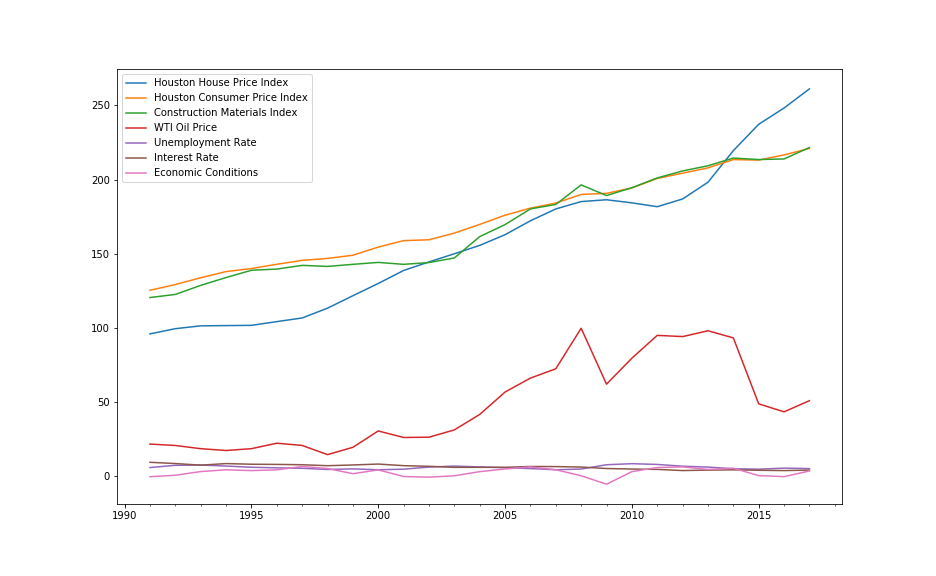 Houston House Price Index
Houston Consumer Price Index
Construction Materials Index
WTI Oil Price
Unemployment Rate
Interest Rate
Economic Conditions
250
200
150
100
50
0
1990 1995 2000 2005 2010 2015